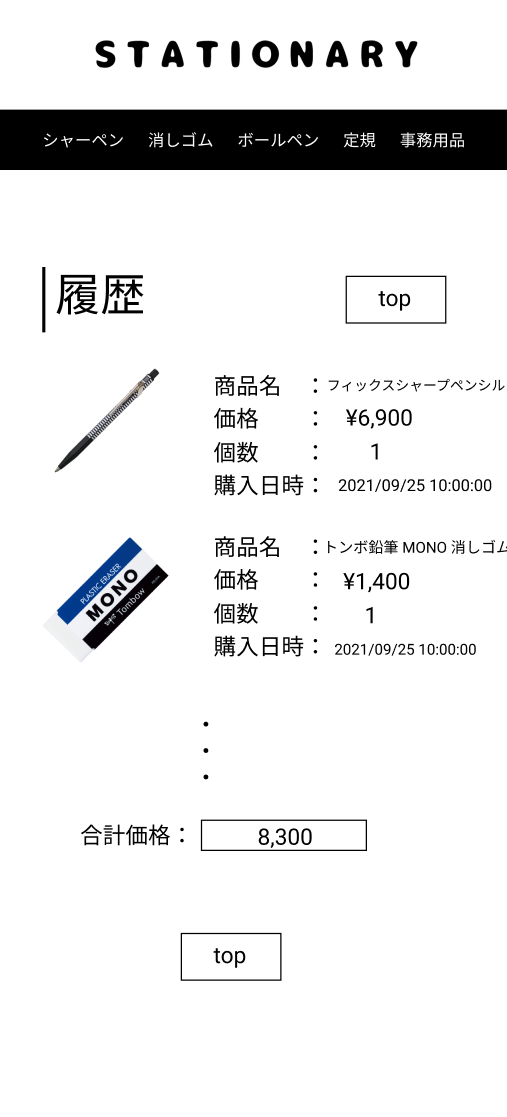 STATIONARY
シャーペン 消しゴム ボールペン 定規 事務用品
履歴
top
商品名 ：フィックスシャープペンシル
価格 ： ¥6,900
個数 ： 1
購入日時： 2021/09/25 10:00:00
PLASTIC ERASER
MONO
Tombow
商品名 ：トンボ鉛筆 MONO 消しゴム
価格 ： ¥1,400
個数 ： 1
購入日時： 2021/09/25 10:00:00
・
・
・
合計価格： 8,300
top